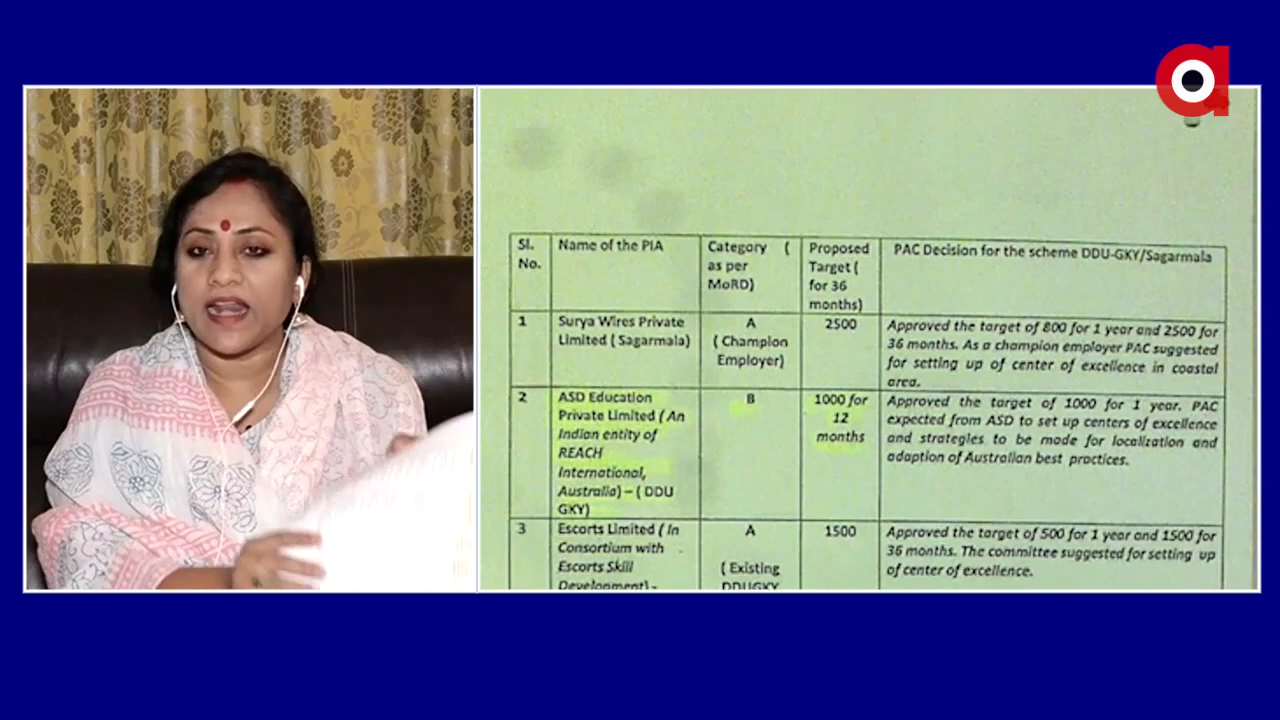 Sl.
No.
Name of the PIA
Category (
as per
MoRD)
Proposed
Target (
for 36
months)
PAC Decision for the scheme DDU-GKY/Sagarmala
1
Surya Wires Private
Limited ( Sagarmala)
A
( Champion
Employer)
2500
Approved the target of 800 for 1 year and 2500 for
36 months. As a champion employer PAC suggested
for setting up of center of excellence in coastal
area.
2
ASD Education
Private Limited ( An
Indian entity of
REACH
International,
Australia) – ( DDU
GKY)
B
1000 for
12
months
Approved the target of 1000 for 1 year. PAC
expected from ASD to set up centers of excellence
and strategies to be made for localization and
adaption of Australian best practices.
3
Escorts Limited ( In
Consortium with
Escorts Skill
Development) -
A
( Existing
DDUGKY
1500
Approved the target of 500 for 1 year and 1500 for
36 months. The committee suggested for setting up
of center of excellence.